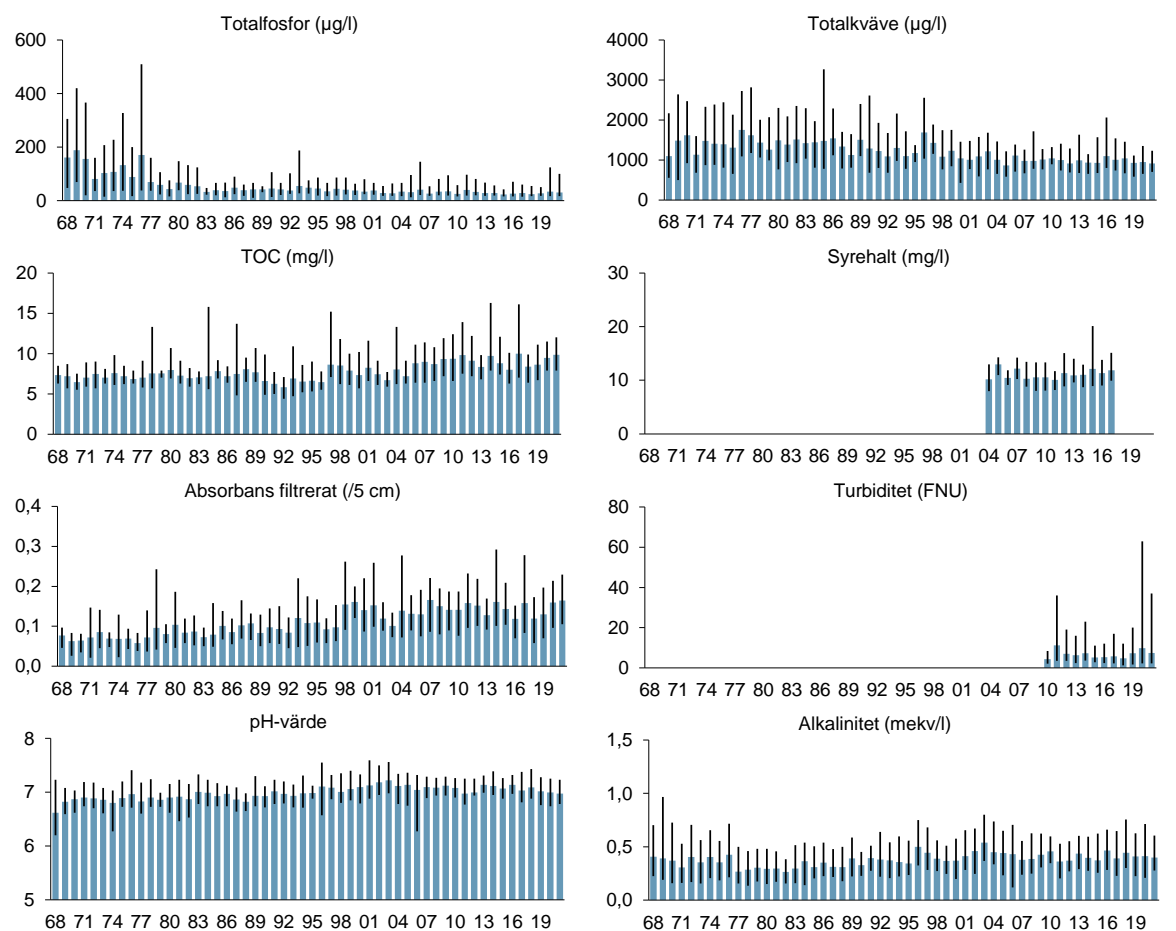 Totalfosfor (µg/l)
600
400
200
0
68 71 74 77 80 83 86 89 92 95 98 01 04 07 10 13 16 19
Totalkväve (µg/l)
4000
3000
2000
1000
0
68 71 74 77 80 83 86 89 92 95 98 01 04 07 10 13 16 19
TOC (mg/l)
20
15
10
5
0
68 71 74 77 80 83 86 89 92 95 98 01 04 07 10 13 16 19
Syrehalt (mg/l)
30
20
10
0
68 71 74 77 80 83 86 89 92 95 98 01 04 07 10 13 16 19
Absorbans filtrerat (/5 cm)
0,4
0,3
0,2
0,1
0,0
68 71 74 77 80 83 86 89 92 95 98 01 04 07 10 13 16 19
Turbiditet (FNU)
80
60
40
20
0
68 71 74 77 80 83 86 89 92 95 98 01 04 07 10 13 16 19
pH-värde
8
7
6
5
68 71 74 77 80 83 86 89 92 95 98 01 04 07 10 13 16 19
Alkalinitet (mekv/l)
1,5
1,0
0,5
0,0
68 71 74 77 80 83 86 89 92 95 98 01 04 07 10 13 16 19